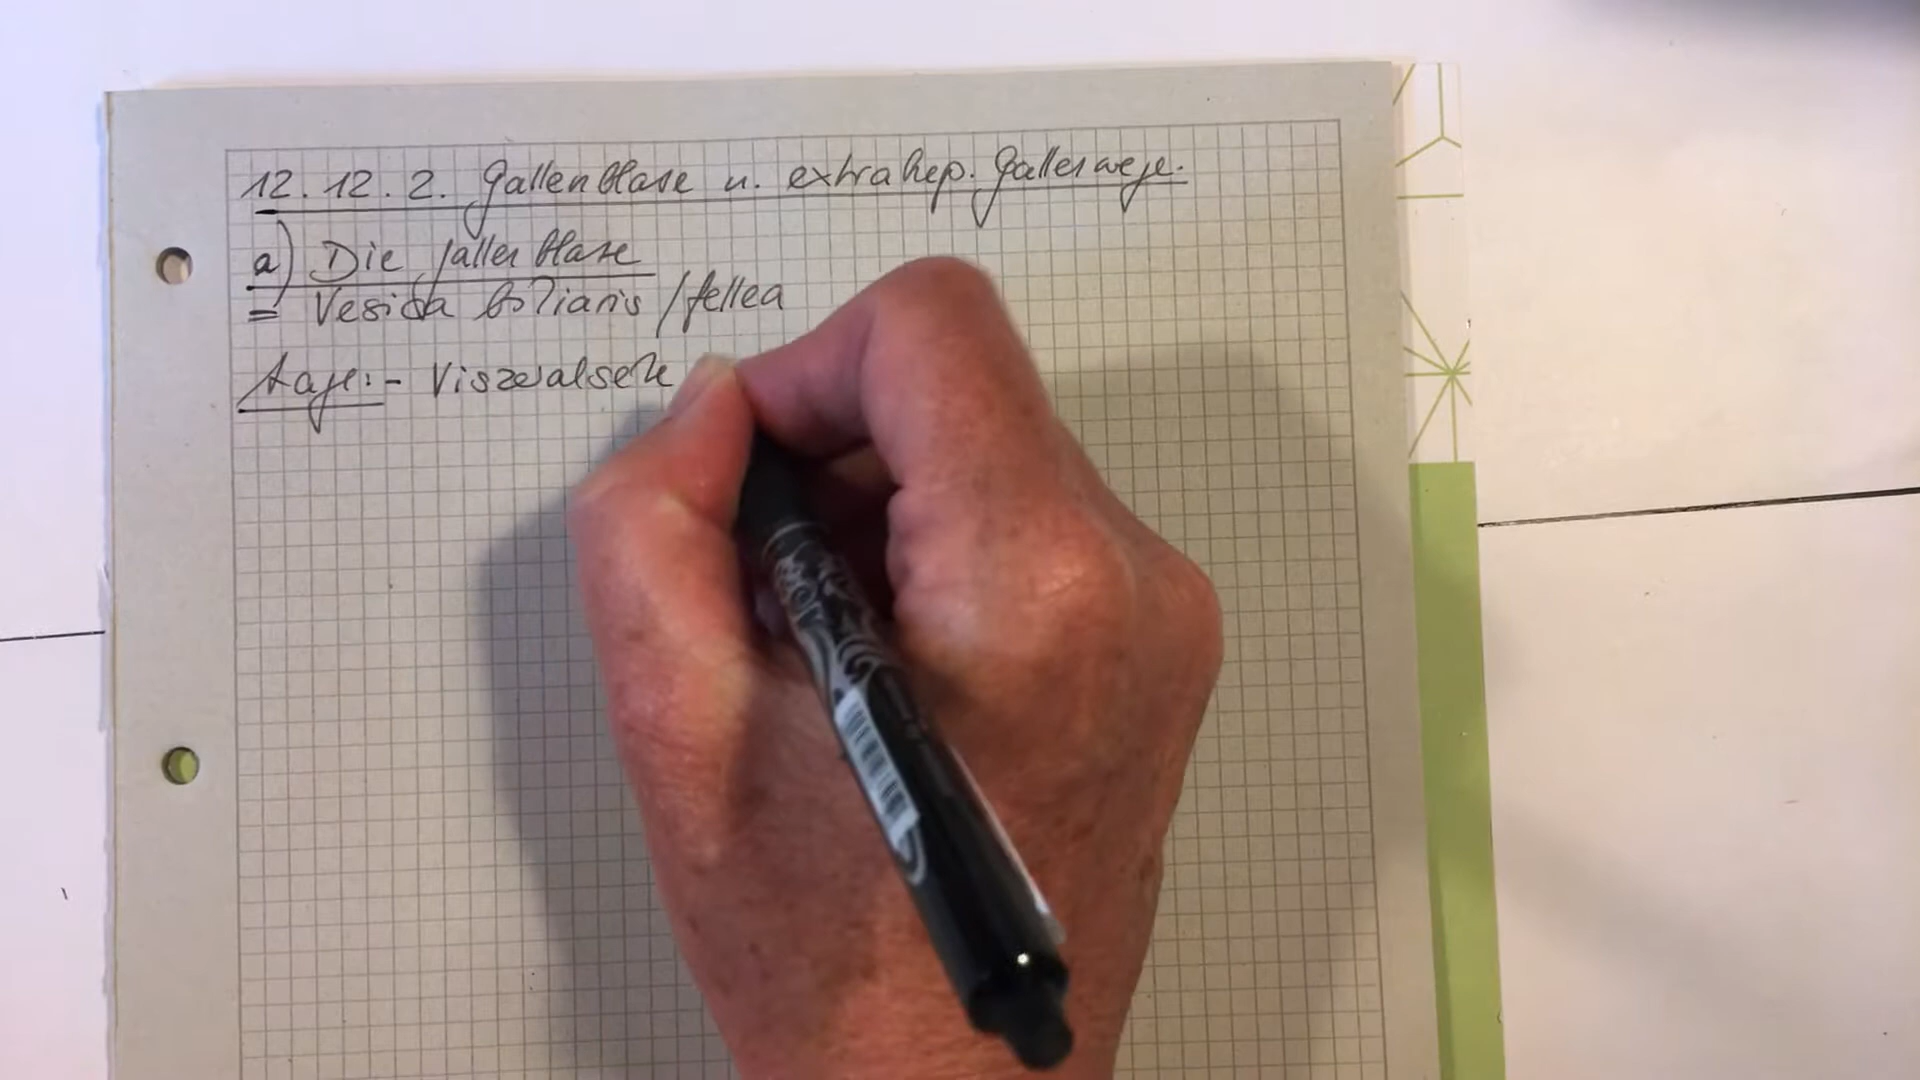 12.12.2. Gallenblase u. extrahep. Gallenwege.
a) Die Gallenblase
= Vesica biliaris / fellea
Lage: - Viszeralseite